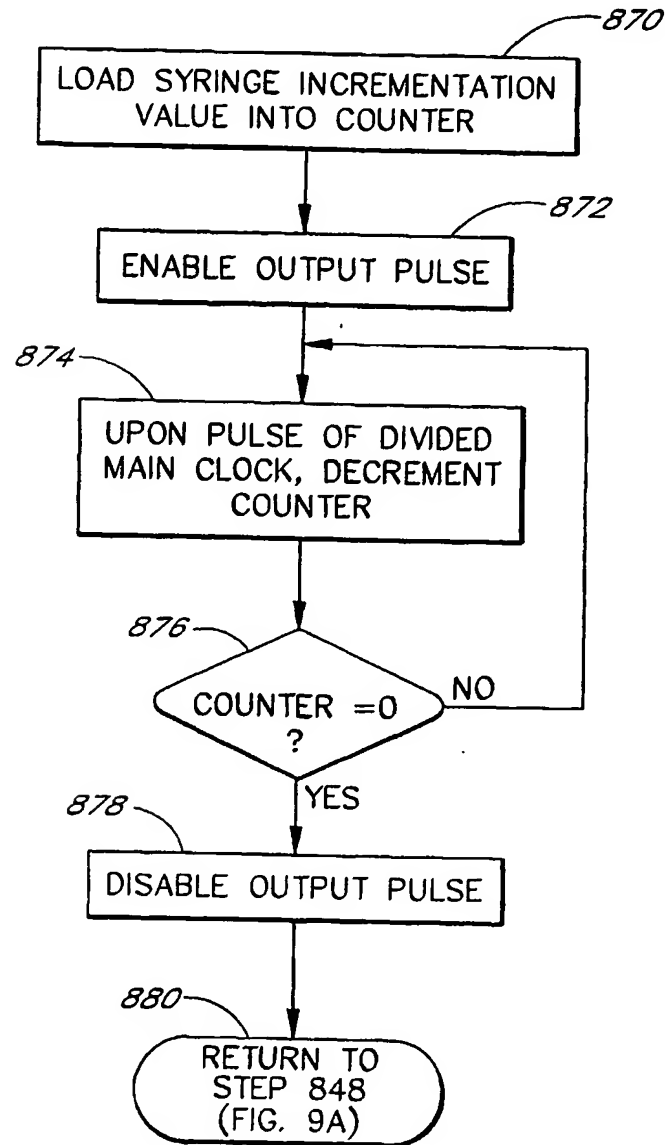 870
LOAD SYRINGE INCREMENTATION
VALUE INTO COUNTER
872
ENABLE OUTPUT PULSE
874
UPON PULSE OF DIVIDED
MAIN CLOCK, DECREMENT
COUNTER
876
COUNTER =0
?
NO
YES
878
DISABLE OUTPUT PULSE
880
RETURN TO
STEP 848
(FIG. 9A)